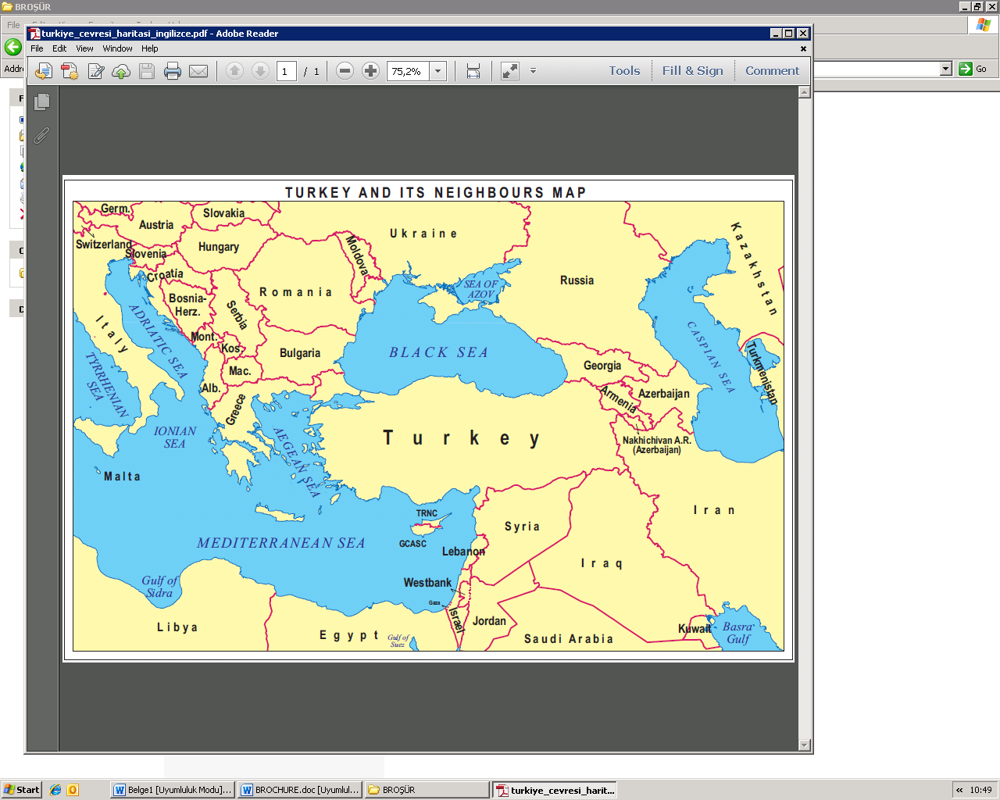 BROŞÜR
File
turkiye_cevresi_haritasi_ingilizce.pdf - Adobe Reader
File Edit View Window Help
1 / 1 75,2% Tools Fill & Sign Comment
Addre
Go
TURKEY AND ITS NEIGHBOURS MAP
Germ.
Slovakia
Austria
Ukraine
Kazakhstan
Switzerland
Hungary
Moldova
Slovenia
Croatia
Romania
SEA OF
AZOV
Russia
Bosnia-
Herz.
Serbia
Italy
ADRIATIC SEA
Mont.
Kos.
Bulgaria
BLACK SEA
CASPIAN SEA
Turkmenistan
TYRRHENIAN
SEA
Mac.
Georgia
Alb.
Armenia
Azerbaijan
Greece
IONIAN
SEA
AEGEAN SEA
Turkey
Nakhichivan A.R.
(Azerbaijan)
Malta
TRNC
Iran
Syria
MEDITERRANEAN SEA
GCASC
Lebanon
Iraq
Gulf of
Sidra
Westbank
Gaza
Israel
Jordan
Libya
Egypt
Gulf of
Suez
Saudi Arabia
Kuwait
Basra
Gulf
Start
Belge1 [Uyumluluk Modu]...
BROCHURE.doc [Uyumlul...
BROŞÜR
turkiye_cevresi_harit...
10:49